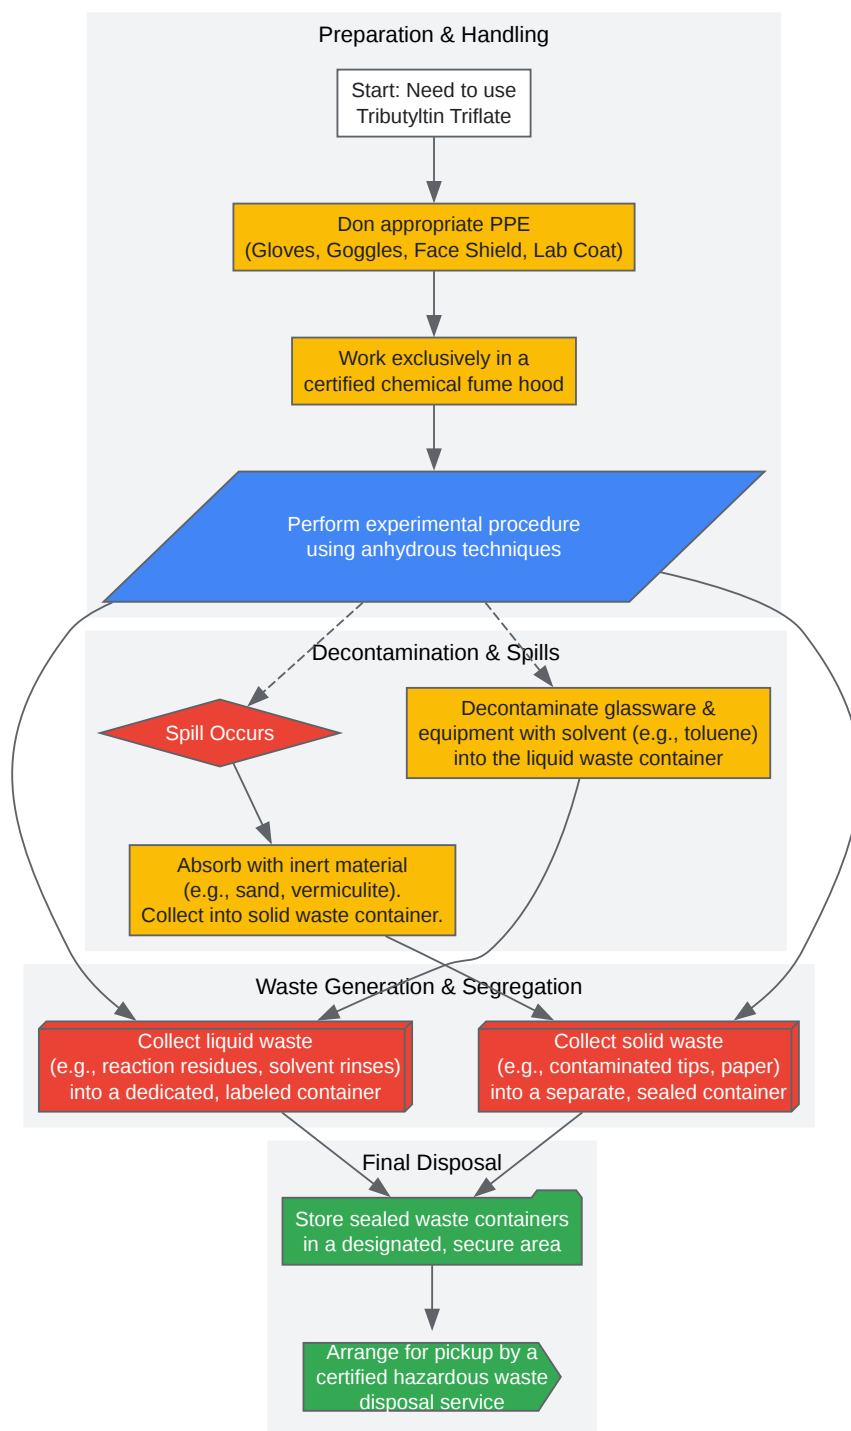 Preparation & Handling
Start: Need to use
Tributyltin Triflate
Don appropriate PPE
(Gloves, Goggles, Face Shield, Lab Coat)
Work exclusively in a
certified chemical fume hood
Perform experimental procedure
using anhydrous techniques
Decontamination & Spills
Spill Occurs
Decontaminate glassware &
equipment with solvent (e.g., toluene)
into the liquid waste container
Absorb with inert material
(e.g., sand, vermiculite).
Collect into solid waste container.
Waste Generation & Segregation
Collect liquid waste
(e.g., reaction residues, solvent rinses)
into a dedicated, labeled container
Collect solid waste
(e.g., contaminated tips, paper)
into a separate, sealed container
Final Disposal
Store sealed waste containers
in a designated, secure area
Arrange for pickup by a
certified hazardous waste
disposal service